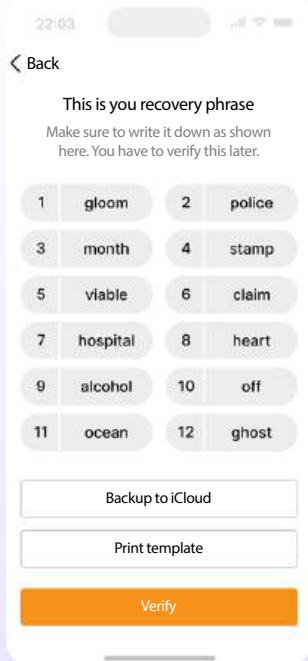 22:03
Back
This is you recovery phrase
Make sure to write it down as shown
here. You have to verify this later.
1 gloom 2 police
3 month 4 stamp
5 viable 6 claim
7 hospital 8 heart
9 alcohol 10 off
11 ocean 12 ghost
Backup to iCloud
Print template
Verify